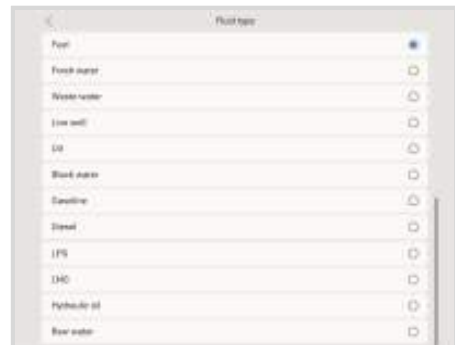 Fluid type
Fuel
Fresh water
Waste water
Live well
Oil
Black water
Gasoline
Diesel
LPG
LNG
Hydraulic oil
Raw water